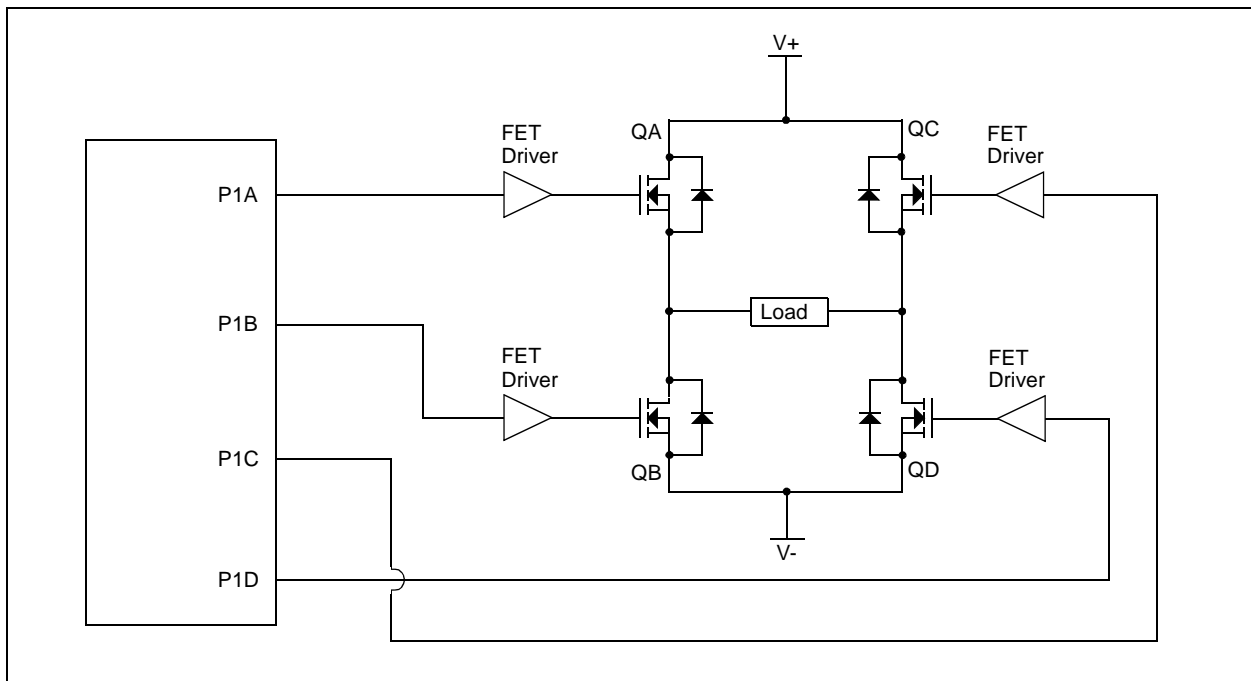 V+
QA
QC
FET
Driver
FET
Driver
P1A
P1B
Load
FET
Driver
FET
Driver
P1C
QB
QD
V-
P1D